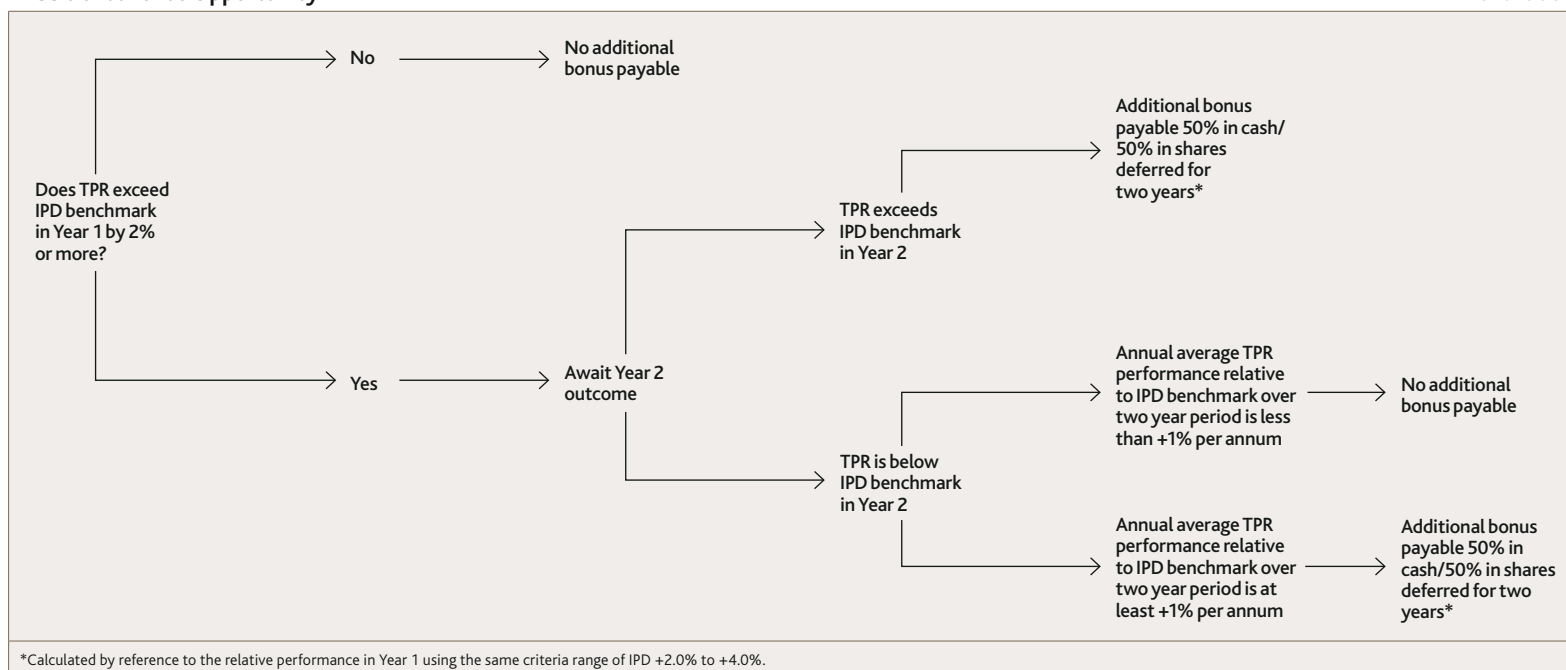 No
No additional
bonus payable
Additional bonus
payable 50% in cash/
50% in shares
deferred for
two years*
Does TPR exceed
IPD benchmark
in Year 1 by 2%
or more?
TPR exceeds
IPD benchmark
in Year 2
Yes
Await Year 2
outcome
Annual average TPR
performance relative
to IPD benchmark over
two year period is less
than +1% per annum
No additional
bonus payable
TPR is below
IPD benchmark
in Year 2
Annual average TPR
performance relative
to IPD benchmark over
two year period is at
least +1% per annum
Additional bonus
payable 50% in
cash/50% in shares
deferred for two
years*
*Calculated by reference to the relative performance in Year 1 using the same criteria range of IPD +2.0% to +4.0%.